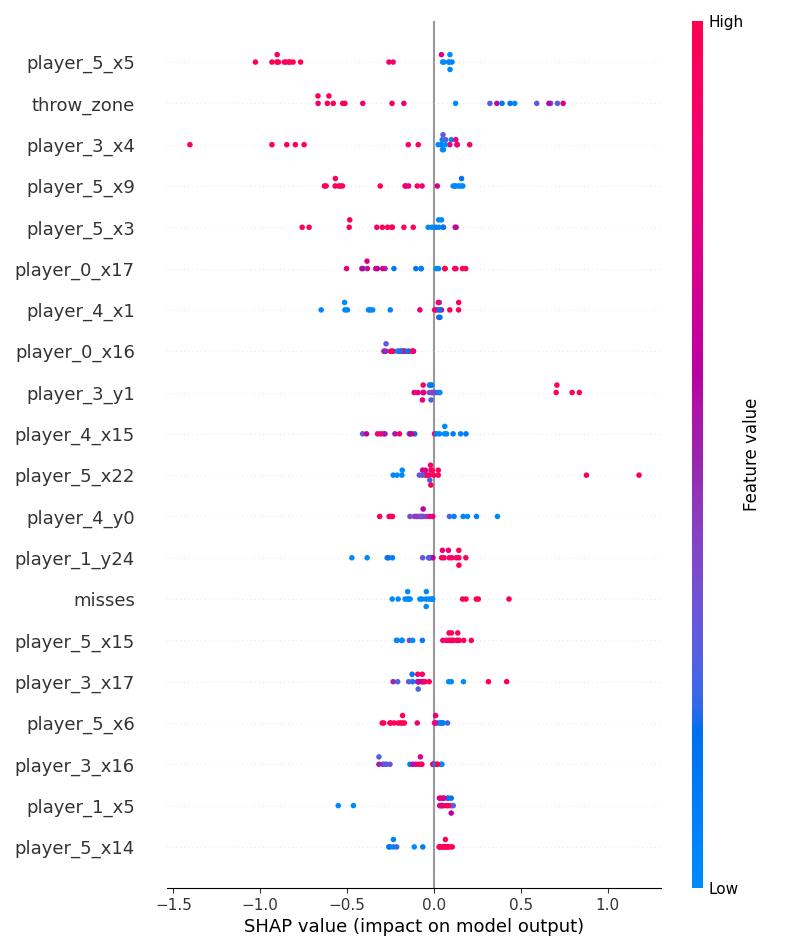 High
player_5_x5
throw_zone
player_3_x4
player_5_x9
player_5_x3
player_0_x17
player_4_x1
player_0_x16
player_3_y1
player_4_x15
player_5_x22
player_4_y0
player_1_y24
misses
player_5_x15
player_3_x17
player_5_x6
player_3_x16
player_1_x5
player_5_x14
Feature value
Low
−1.5 −1.0 −0.5 0.0 0.5 1.0
SHAP value (impact on model output)